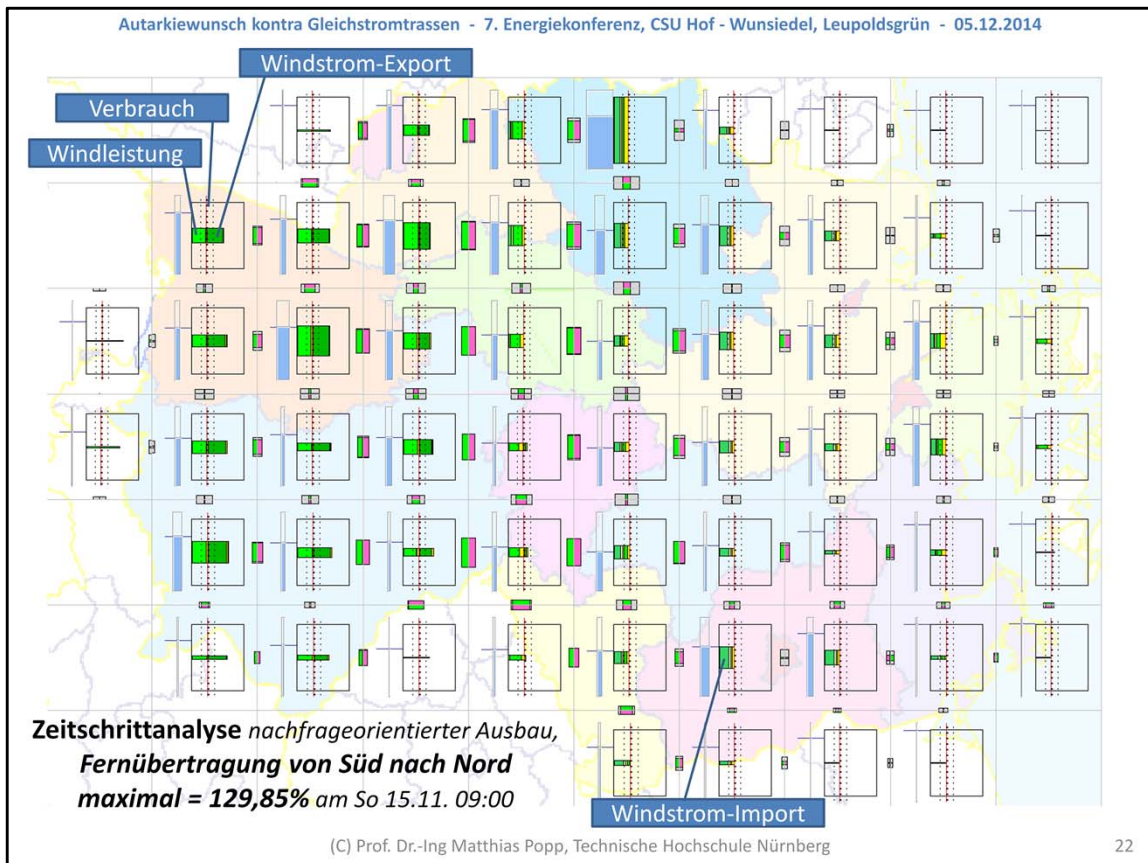 Autarkiewunsch kontra Gleichstromtrassen - 7. Energiekonferenz, CSU Hof - Wunsiedel, Leupoldsgrün - 05.12.2014
Windstrom-Export
Verbrauch
Windleistung
Zeitschrittanalyse nachfrageorientierter Ausbau,
Fernübertragung von Süd nach Nord
maximal = 129,85% am So 15.11. 09:00
Windstrom-Import
(C) Prof. Dr.-Ing Matthias Popp, Technische Hochschule Nürnberg
22